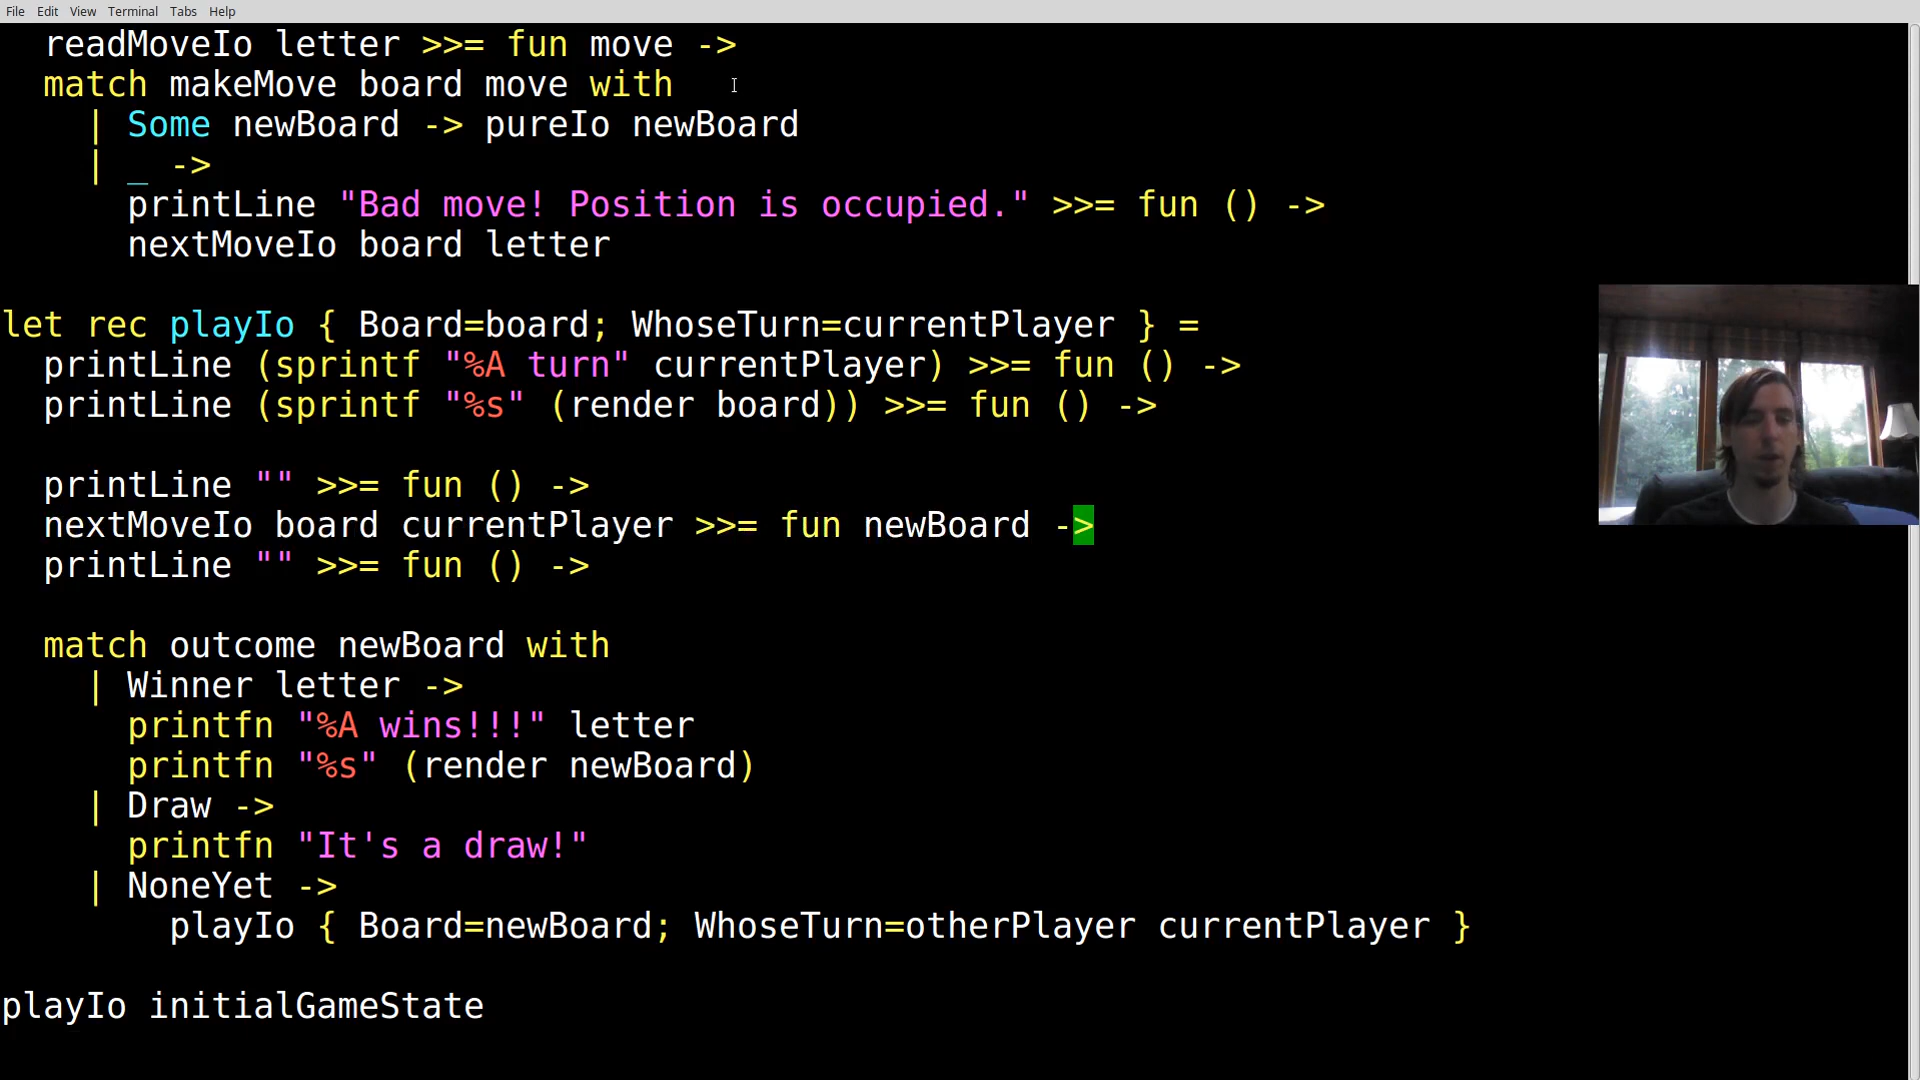 File Edit View Terminal Tabs Help
readMoveIo letter >>= fun move ->
match makeMove board move with
| Some newBoard -> pureIo newBoard
| _ ->
printLine "Bad move! Position is occupied." >>= fun () ->
nextMoveIo board letter
let rec playIo { Board=board; WhoseTurn=currentPlayer } =
printLine (sprintf "%A turn" currentPlayer) >>= fun () ->
printLine (sprintf "%s" (render board)) >>= fun () ->
printLine "" >>= fun () ->
nextMoveIo board currentPlayer >>= fun newBoard ->
printLine "" >>= fun () ->
match outcome newBoard with
| Winner letter ->
printfn "%A wins!!!" letter
printfn "%s" (render newBoard)
| Draw ->
printfn "It's a draw!"
| NoneYet ->
playIo { Board=newBoard; WhoseTurn=otherPlayer currentPlayer }
playIo initialGameState